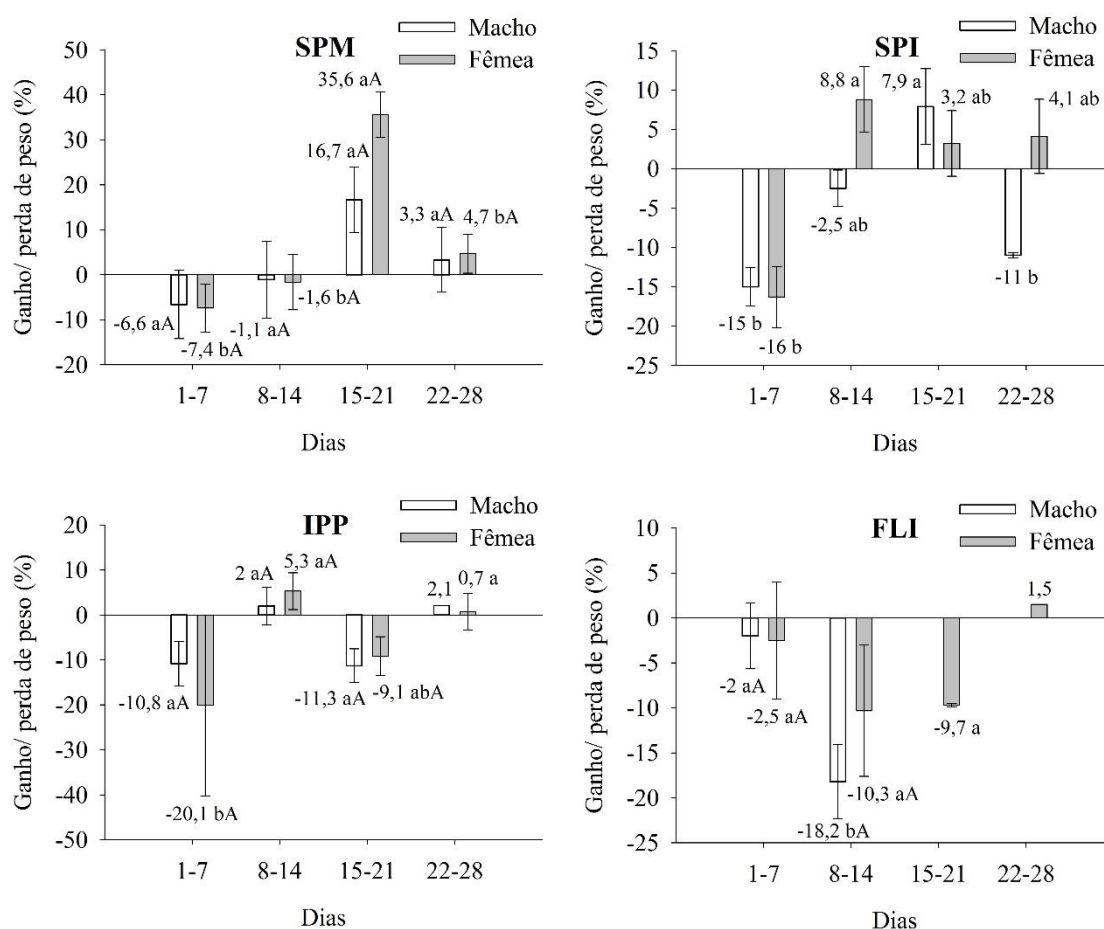 SPM
Macho
Fêmea
Ganho/ perda de peso (%)
50
40
30
20
10
0
-10
-20
35,6 aA
16,7 aA
3,3 aA
4,7 bA
-6,6 aA
-7,4 bA
-1,1 aA
-1,6 bA
1-7
8-14
15-21
22-28
Dias
SPI
Macho
Fêmea
Ganho/ perda de peso (%)
15
10
5
0
-5
-10
-15
-20
-25
8,8 a
7,9 a
3,2 ab
4,1 ab
-2,5 ab
-15 b
-16 b
-11 b
1-7
8-14
15-21
22-28
Dias
IPP
Macho
Fêmea
Ganho/ perda de peso (%)
20
10
0
-10
-20
-30
-40
-50
2 aA
5,3 aA
2,1
0,7 a
-10,8 aA
-20,1 bA
-11,3 aA
-9,1 abA
1-7
8-14
15-21
22-28
Dias
FLI
Macho
Fêmea
Ganho/ perda de peso (%)
10
5
0
-5
-10
-15
-20
-25
1,5
-2 aA
-2,5 aA
-9,7 a
-10,3 aA
-18,2 bA
1-7
8-14
15-21
22-28
Dias